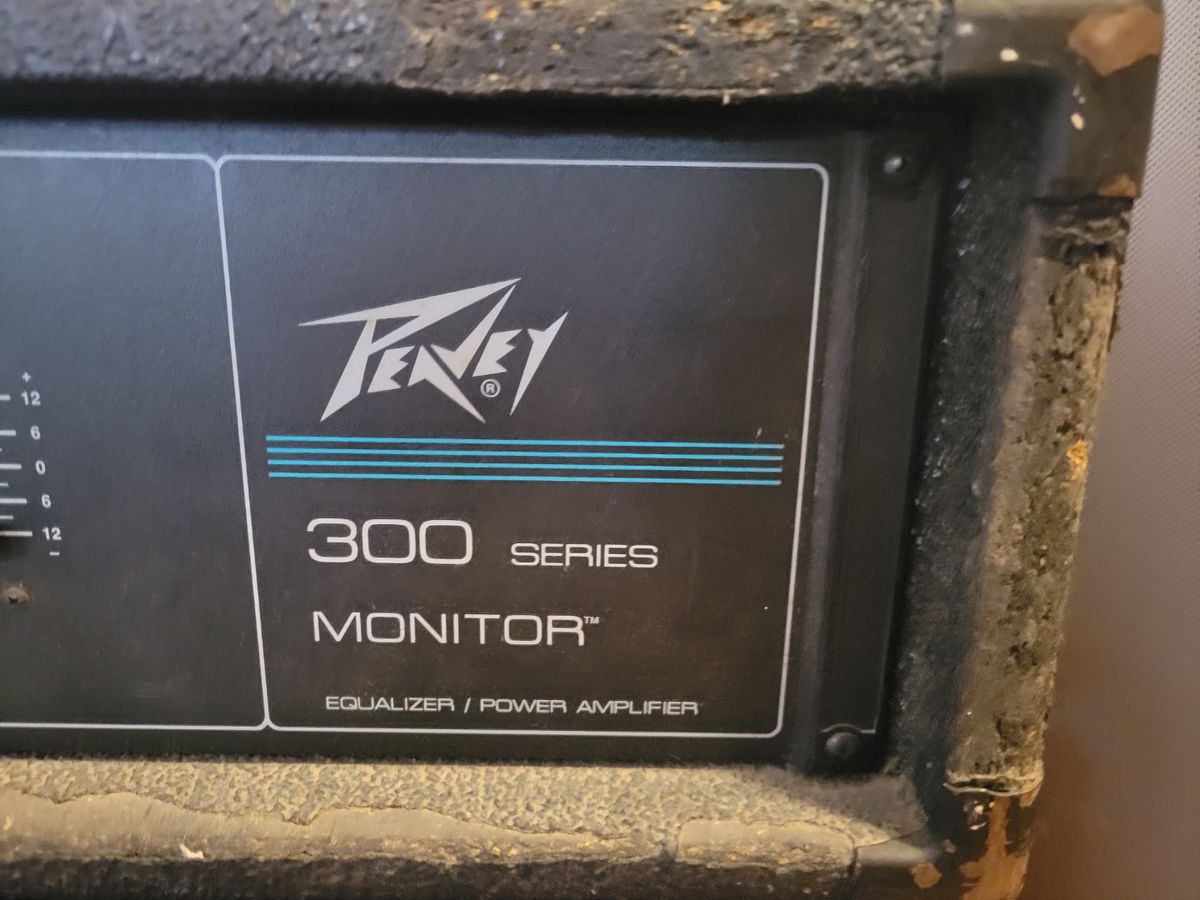 +
12
6
0
6
12
−
PEAVEY®
300 SERIES
MONITOR™
EQUALIZER / POWER AMPLIFIER